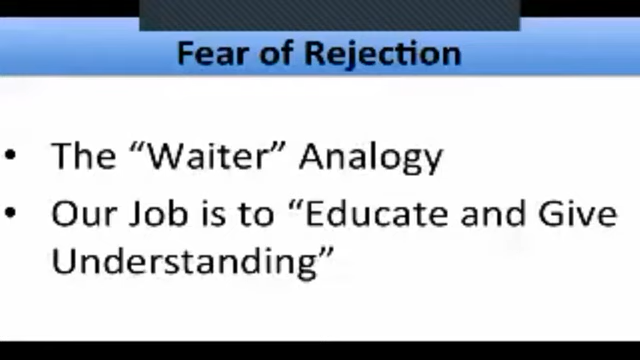 Fear of Rejection
• The “Waiter” Analogy
• Our Job is to “Educate and Give
Understanding”